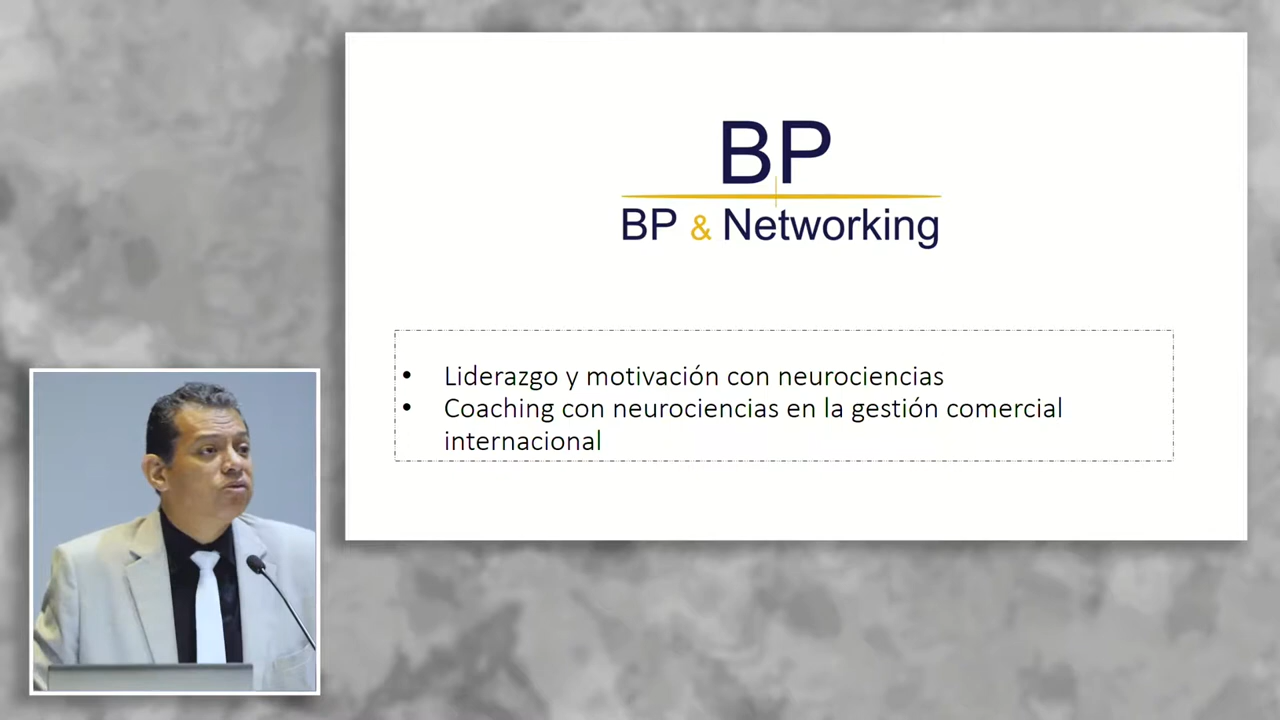 BP
BP & Networking
• Liderazgo y motivación con neurociencias
• Coaching con neurociencias en la gestión comercial
internacional